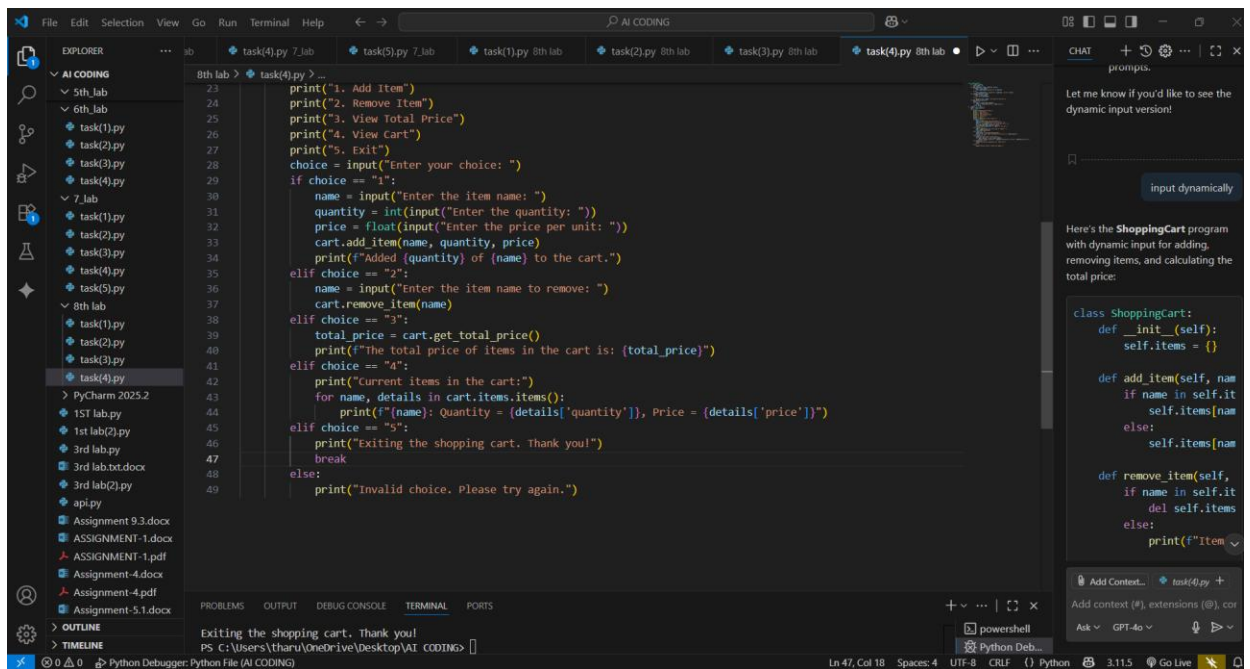 File Edit Selection View Go Run Terminal Help
AI CODING
EXPLORER
AI CODING
5th_lab
6th_lab
task(1).py
task(2).py
task(3).py
task(4).py
7_lab
task(1).py
task(2).py
task(3).py
task(4).py
task(5).py
8th lab
task(1).py
task(2).py
task(3).py
task(4).py
PyCharm 2025.2
1ST lab.py
1st lab(2).py
3rd lab.py
3rd lab.txt.docx
3rd lab(2).py
api.py
Assignment 9.3.docx
ASSIGNMENT-1.docx
ASSIGNMENT-1.pdf
Assignment-4.docx
Assignment-4.pdf
Assignment-5.1.docx
OUTLINE
TIMELINE
task(4).py 7_lab task(5).py 7_lab task(1).py 8th lab task(2).py 8th lab task(3).py 8th lab task(4).py 8th lab
8th lab > task(4).py > ...
23 print("1. Add Item")
24 print("2. Remove Item")
25 print("3. View Total Price")
26 print("4. View Cart")
27 print("5. Exit")
28 choice = input("Enter your choice: ")
29 if choice == "1":
30 name = input("Enter the item name: ")
31 quantity = int(input("Enter the quantity: "))
32 price = float(input("Enter the price per unit: "))
33 cart.add_item(name, quantity, price)
34 print(f"Added {quantity} of {name} to the cart.")
35 elif choice == "2":
36 name = input("Enter the item name to remove: ")
37 cart.remove_item(name)
38 elif choice == "3":
39 total_price = cart.get_total_price()
40 print(f"The total price of items in the cart is: {total_price}")
41 elif choice == "4":
42 print("Current items in the cart:")
43 for name, details in cart.items.items():
44 print(f"{name}: Quantity = {details['quantity']}, Price = {details['price']}")
45 elif choice == "5":
46 print("Exiting the shopping cart. Thank you!")
47 break
48 else:
49 print("Invalid choice. Please try again.")
PROBLEMS OUTPUT DEBUG CONSOLE TERMINAL PORTS
Exiting the shopping cart. Thank you!
PS C:\Users\tharu\OneDrive\Desktop\AI CODING>
powershell
Python Deb...
CHAT
prompts.
Let me know if you'd like to see the
dynamic input version!
input dynamically
Here's the ShoppingCart program
with dynamic input for adding,
removing items, and calculating the
total price:
class ShoppingCart:
def __init__(self):
self.items = {}
def add_item(self, nam
if name in self.it
self.items[nam
else:
self.items[nam
def remove_item(self,
if name in self.it
del self.items
else:
print(f"Item
Add Context... task(4).py +
Add context (#), extensions (@), cor
Ask GPT-4o
0 0 Python Debugger: Python File (AI CODING)
Ln 47, Col 18 Spaces: 4 UTF-8 CRLF {} Python 3.11.5 Go Live